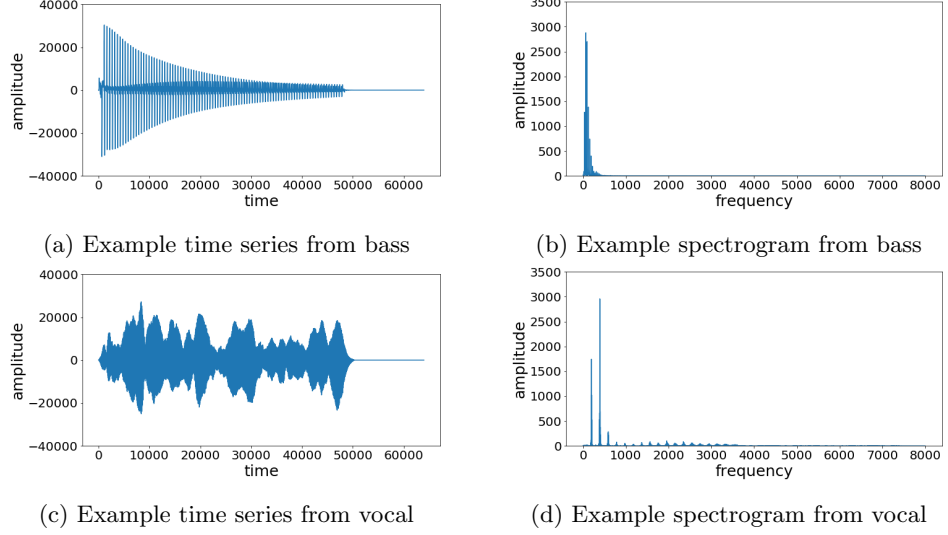 40000
20000
0
−20000
−40000
amplitude
0 10000 20000 30000 40000 50000 60000
time
(a) Example time series from bass
3500
3000
2500
2000
1500
1000
500
0
amplitude
0 1000 2000 3000 4000 5000 6000 7000 8000
frequency
(b) Example spectrogram from bass
40000
20000
0
−20000
−40000
amplitude
0 10000 20000 30000 40000 50000 60000
time
(c) Example time series from vocal
3500
3000
2500
2000
1500
1000
500
0
amplitude
0 1000 2000 3000 4000 5000 6000 7000 8000
frequency
(d) Example spectrogram from vocal